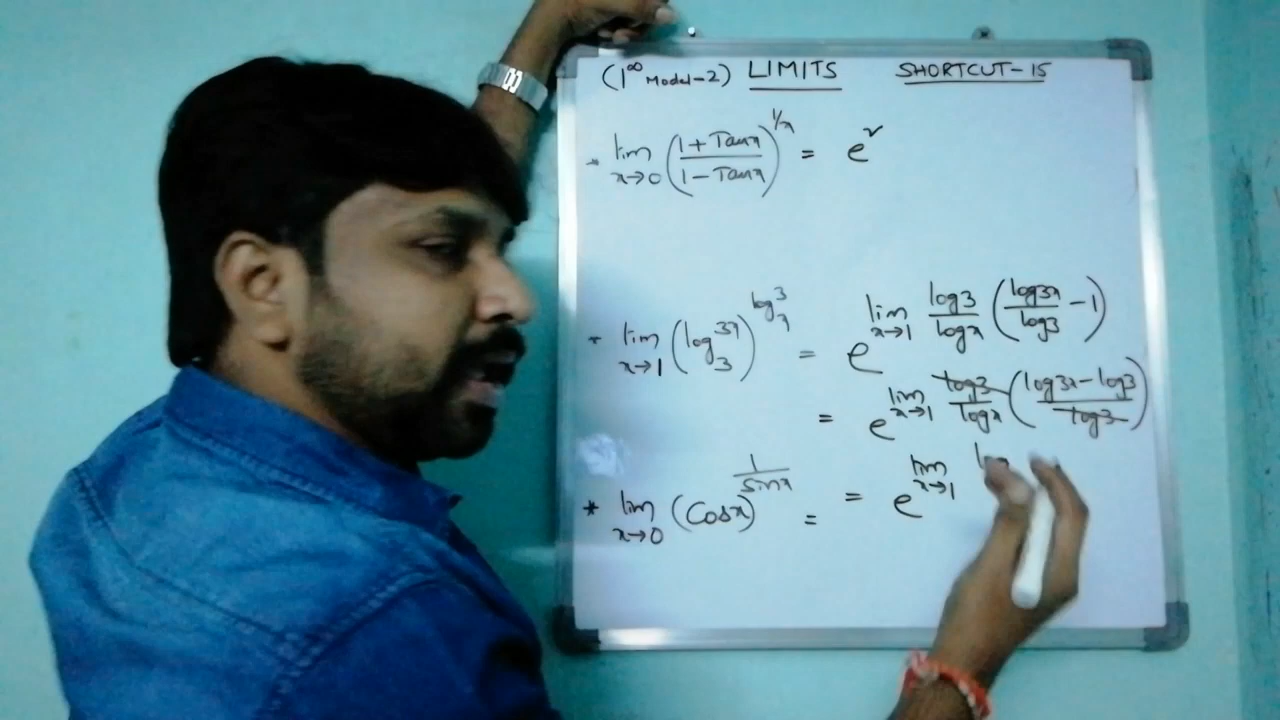 (1^∞ Model-2) LIMITS SHORTCUT-15
* lim x→0 ((1+Tanx)/(1-Tanx))^(1/x) = e^2
* lim x→1 (log_3 3x)^(log_x 3) = e^(lim x→1 log3/logx (log3x/log3 - 1))
= e^(lim x→1 log3/logx ((log3x-log3)/log3))
* lim x→0 (Cosx)^(1/Sinx) =
= e^(lim x→1